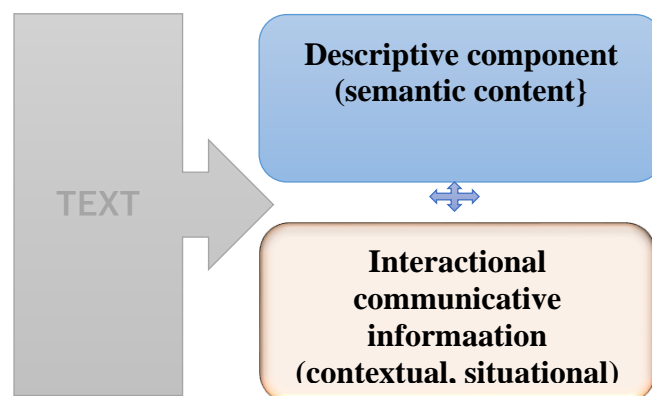 TEXT
Descriptive component
(semantic content}
Interactional
communicative
informaation
(contextual, situational)